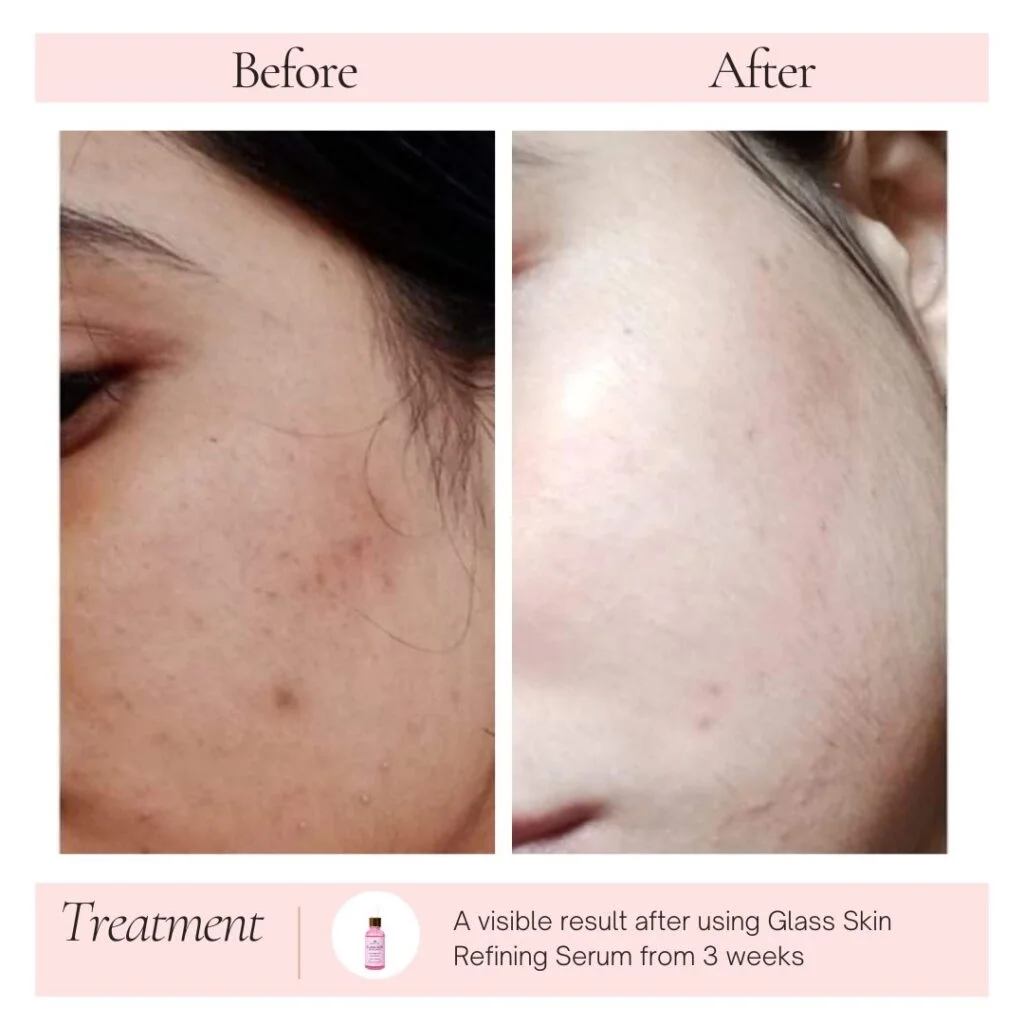 Before
After
Treatment
A visible result after using Glass Skin
Refining Serum from 3 weeks